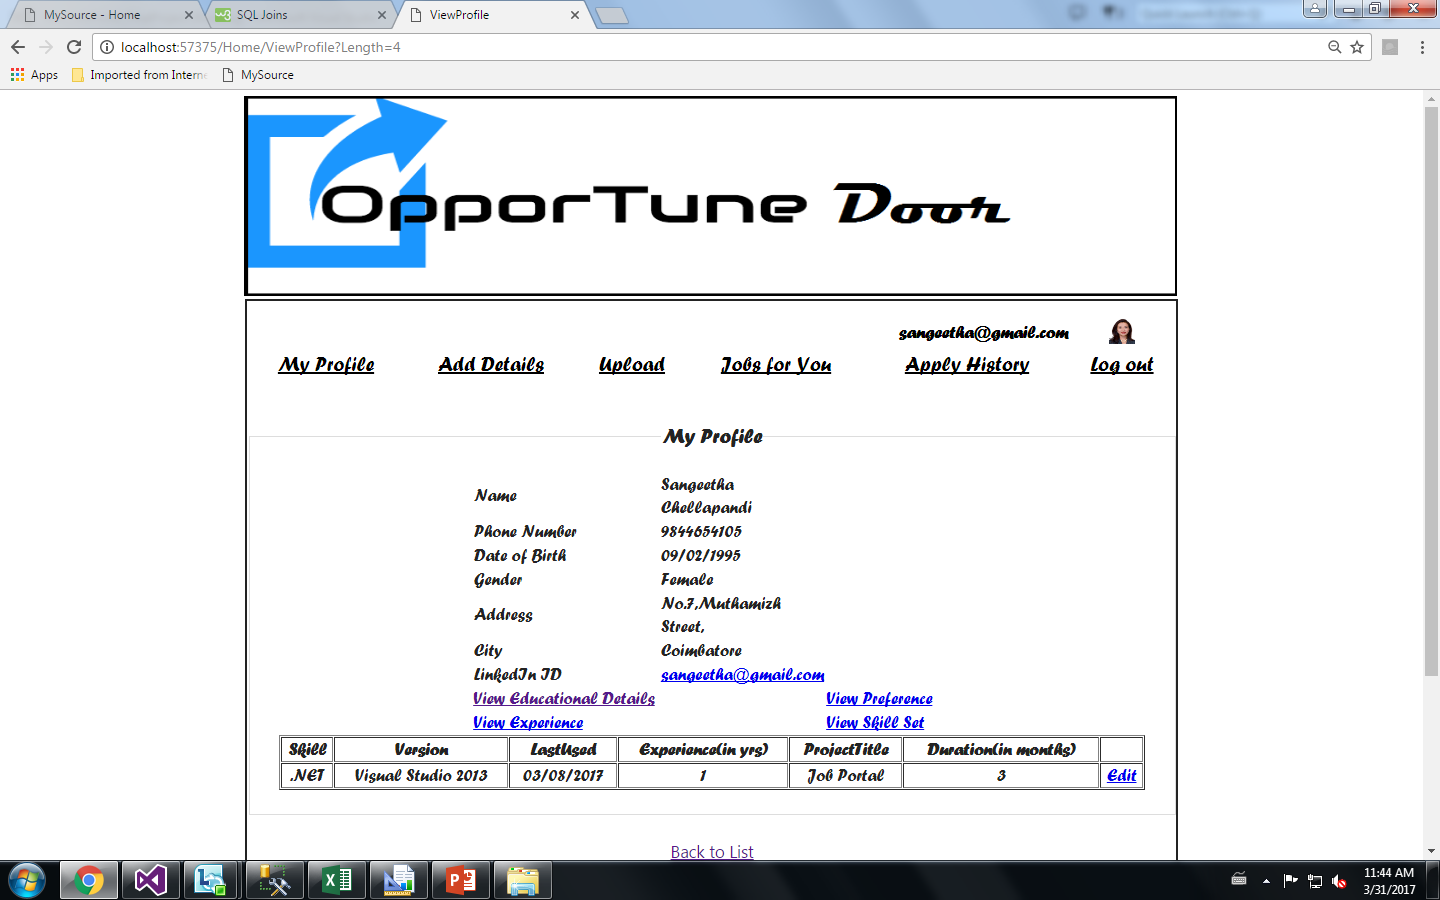 MySource - Home
SQL Joins
ViewProfile
localhost:57375/Home/ViewProfile?Length=4
Apps
Imported from Intern
MySource
OpporTune Door
sangeetha@gmail.com
My Profile Add Details Upload Jobs for You Apply History Log out
My Profile
Name Sangeetha Chellapandi
Phone Number 9844654105
Date of Birth 09/02/1995
Gender Female
Address No.7,Muthamizh Street,
City Coimbatore
LinkedIn ID sangeetha@gmail.com
View Educational Details View Preference
View Experience View Skill Set
Skill Version LastUsed Experience(in yrs) ProjectTitle Duration(in months)
.NET Visual Studio 2013 03/08/2017 1 Job Portal 3 Edit
Back to List
11:44 AM
3/31/2017